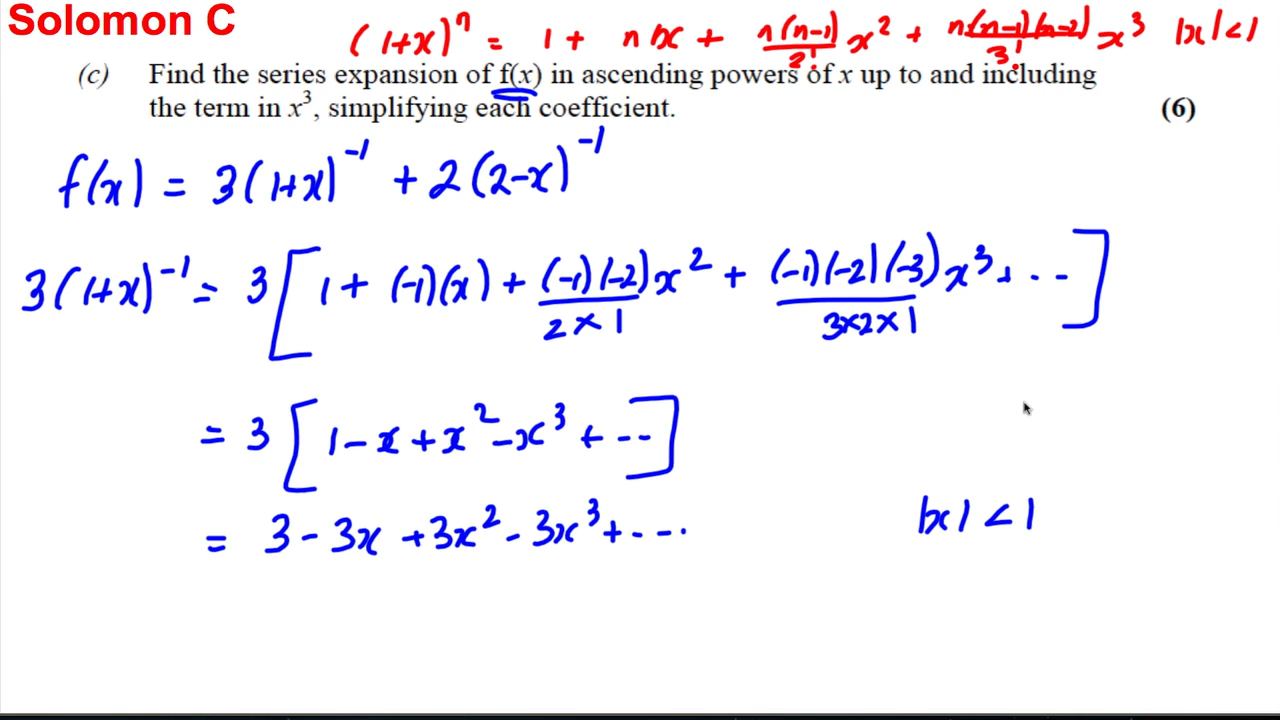 Solomon C
(1+x)^n = 1 + nx + n(n-1)/2! x^2 + n(n-1)(n-2)/3! x^3 |x|<1
(c) Find the series expansion of f(x) in ascending powers of x up to and including
the term in x^3, simplifying each coefficient. (6)
f(x) = 3(1+x)^-1 + 2(2-x)^-1
3(1+x)^-1 = 3[1 + (-1)(x) + (-1)(-2)/2×1 x^2 + (-1)(-2)(-3)/3×2×1 x^3 + ...]
= 3[1 - x + x^2 - x^3 + ...]
= 3 - 3x + 3x^2 - 3x^3 + .... |x| < 1